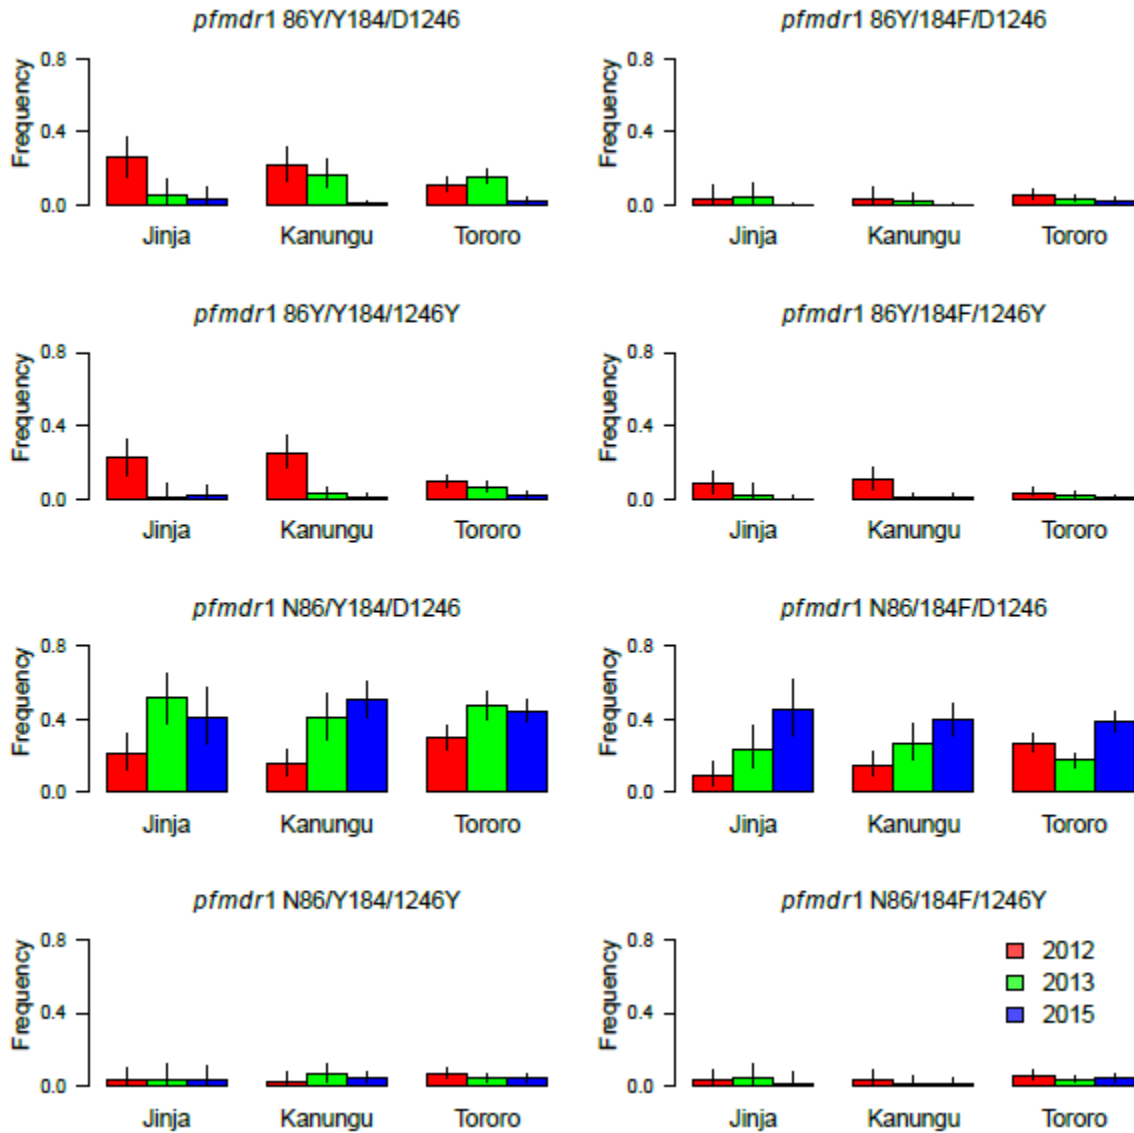 pfmdr1 86Y/Y184/D1246
0.8
0.4
0.0
Frequency
Jinja Kanungu Tororo
pfmdr1 86Y/184F/D1246
0.8
0.4
0.0
Frequency
Jinja Kanungu Tororo
pfmdr1 86Y/Y184/1246Y
0.8
0.4
0.0
Frequency
Jinja Kanungu Tororo
pfmdr1 86Y/184F/1246Y
0.8
0.4
0.0
Frequency
Jinja Kanungu Tororo
pfmdr1 N86/Y184/D1246
0.8
0.4
0.0
Frequency
Jinja Kanungu Tororo
pfmdr1 N86/184F/D1246
0.8
0.4
0.0
Frequency
Jinja Kanungu Tororo
pfmdr1 N86/Y184/1246Y
0.8
0.4
0.0
Frequency
Jinja Kanungu Tororo
pfmdr1 N86/184F/1246Y
0.8
0.4
0.0
Frequency
2012
2013
2015
Jinja Kanungu Tororo